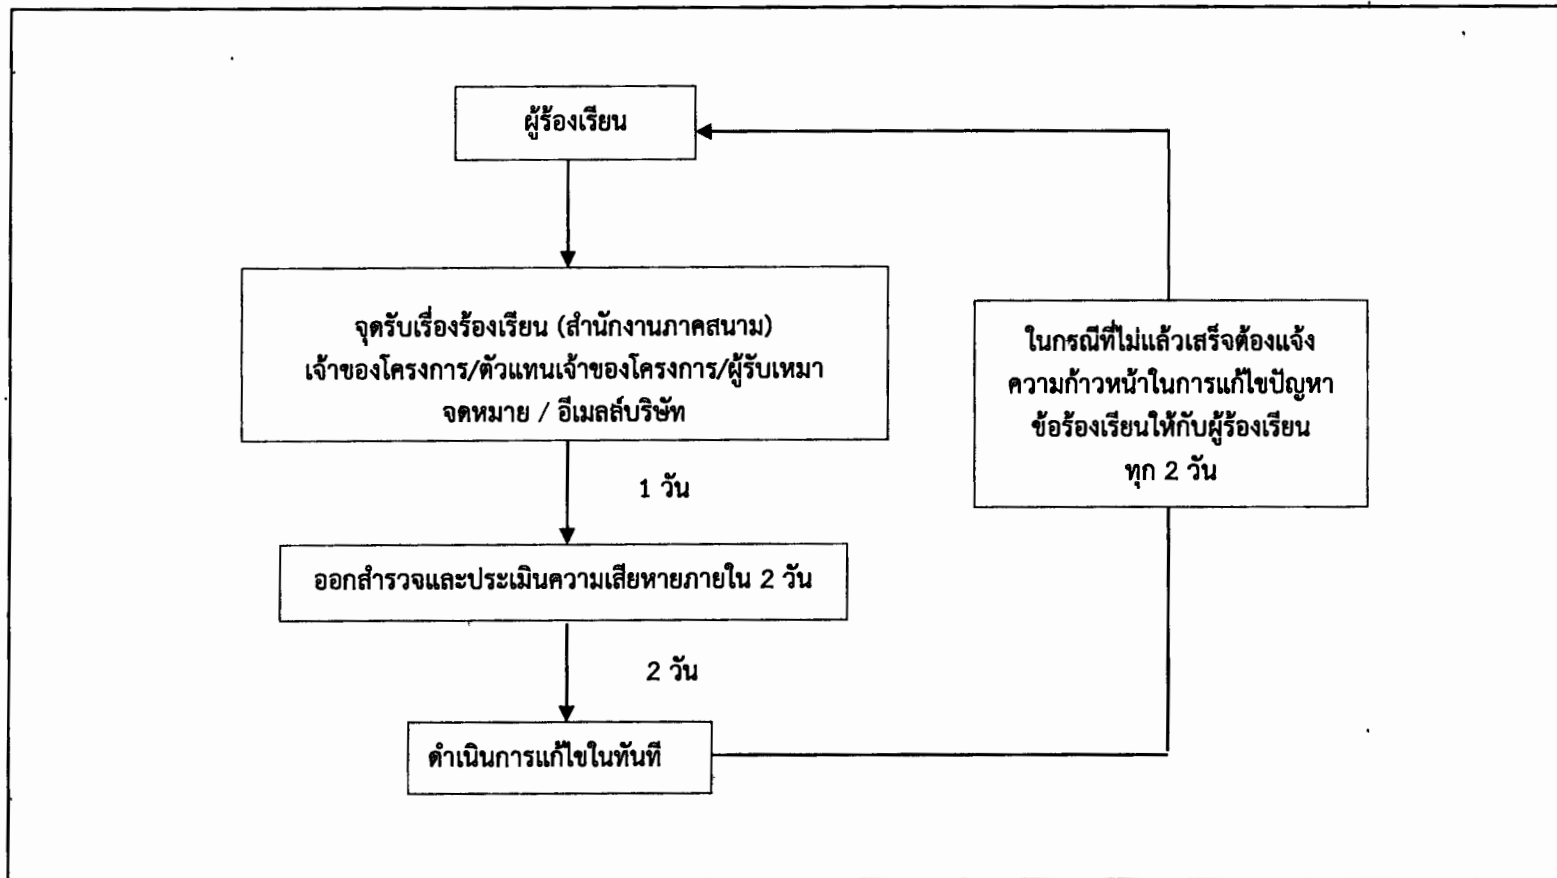 ผู้ร้องเรียน
จุดรับเรื่องร้องเรียน (สำนักงานภาคสนาม)
เจ้าของโครงการ/ตัวแทนเจ้าของโครงการ/ผู้รับเหมา
จดหมาย / อีเมลล์บริษัท
1 วัน
ออกสำรวจและประเมินความเสียหายภายใน 2 วัน
2 วัน
ดำเนินการแก้ไขในทันที
ในกรณีที่ไม่แล้วเสร็จต้องแจ้ง
ความก้าวหน้าในการแก้ไขปัญหา
ข้อร้องเรียนให้กับผู้ร้องเรียน
ทุก 2 วัน